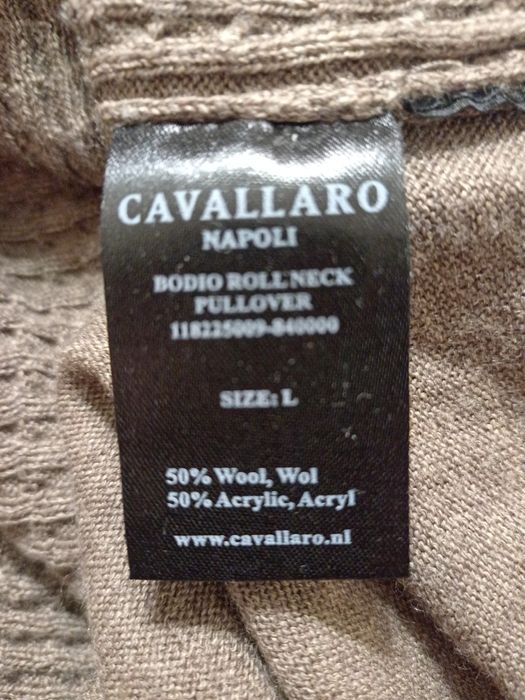 CAVALLARO
NAPOLI
BODIO ROLL NECK
PULLOVER
118225009-840000
SIZE: L
50% Wool, Wol
50% Acrylic, Acryl
www.cavallaro.nl